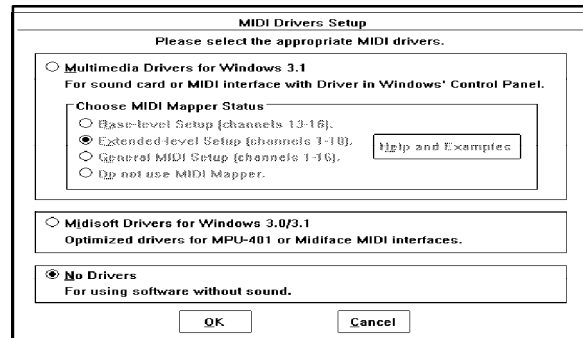 MIDI Drivers Setup
Please select the appropriate MIDI drivers.
Multimedia Drivers for Windows 3.1
For sound card or MIDI interface with Driver in Windows' Control Panel.
Choose MIDI Mapper Status
Base-level Setup (channels 13-16).
Extended-level Setup (channels 1-10).
General MIDI Setup (channels 1-16).
Do not use MIDI Mapper.
Help and Examples
Midisoft Drivers for Windows 3.0/3.1
Optimized drivers for MPU-401 or Midiface MIDI interfaces.
No Drivers
For using software without sound.
OK
Cancel